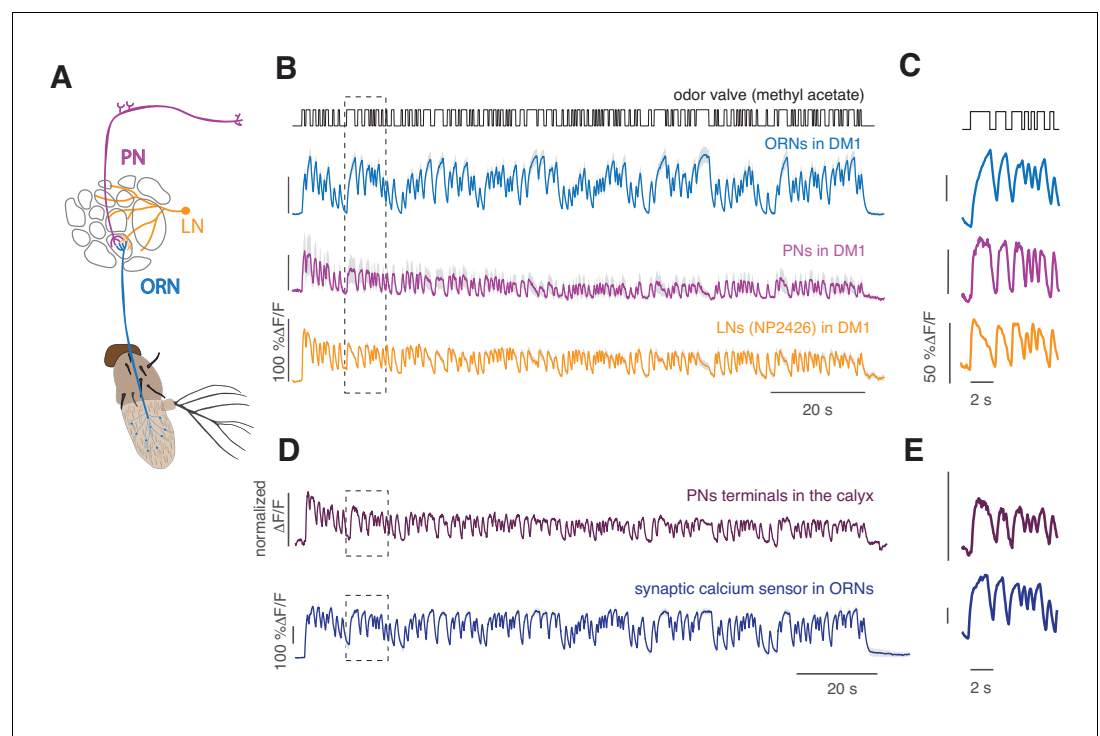 A
PN
LN
ORN
B
odor valve (methyl acetate)
ORNs in DM1
PNs in DM1
LNs (NP2426) in DM1
100 %ΔF/F
20 s
C
50 %ΔF/F
2 s
D
normalized
ΔF/F
PNs terminals in the calyx
synaptic calcium sensor in ORNs
100 %ΔF/F
20 s
E
2 s